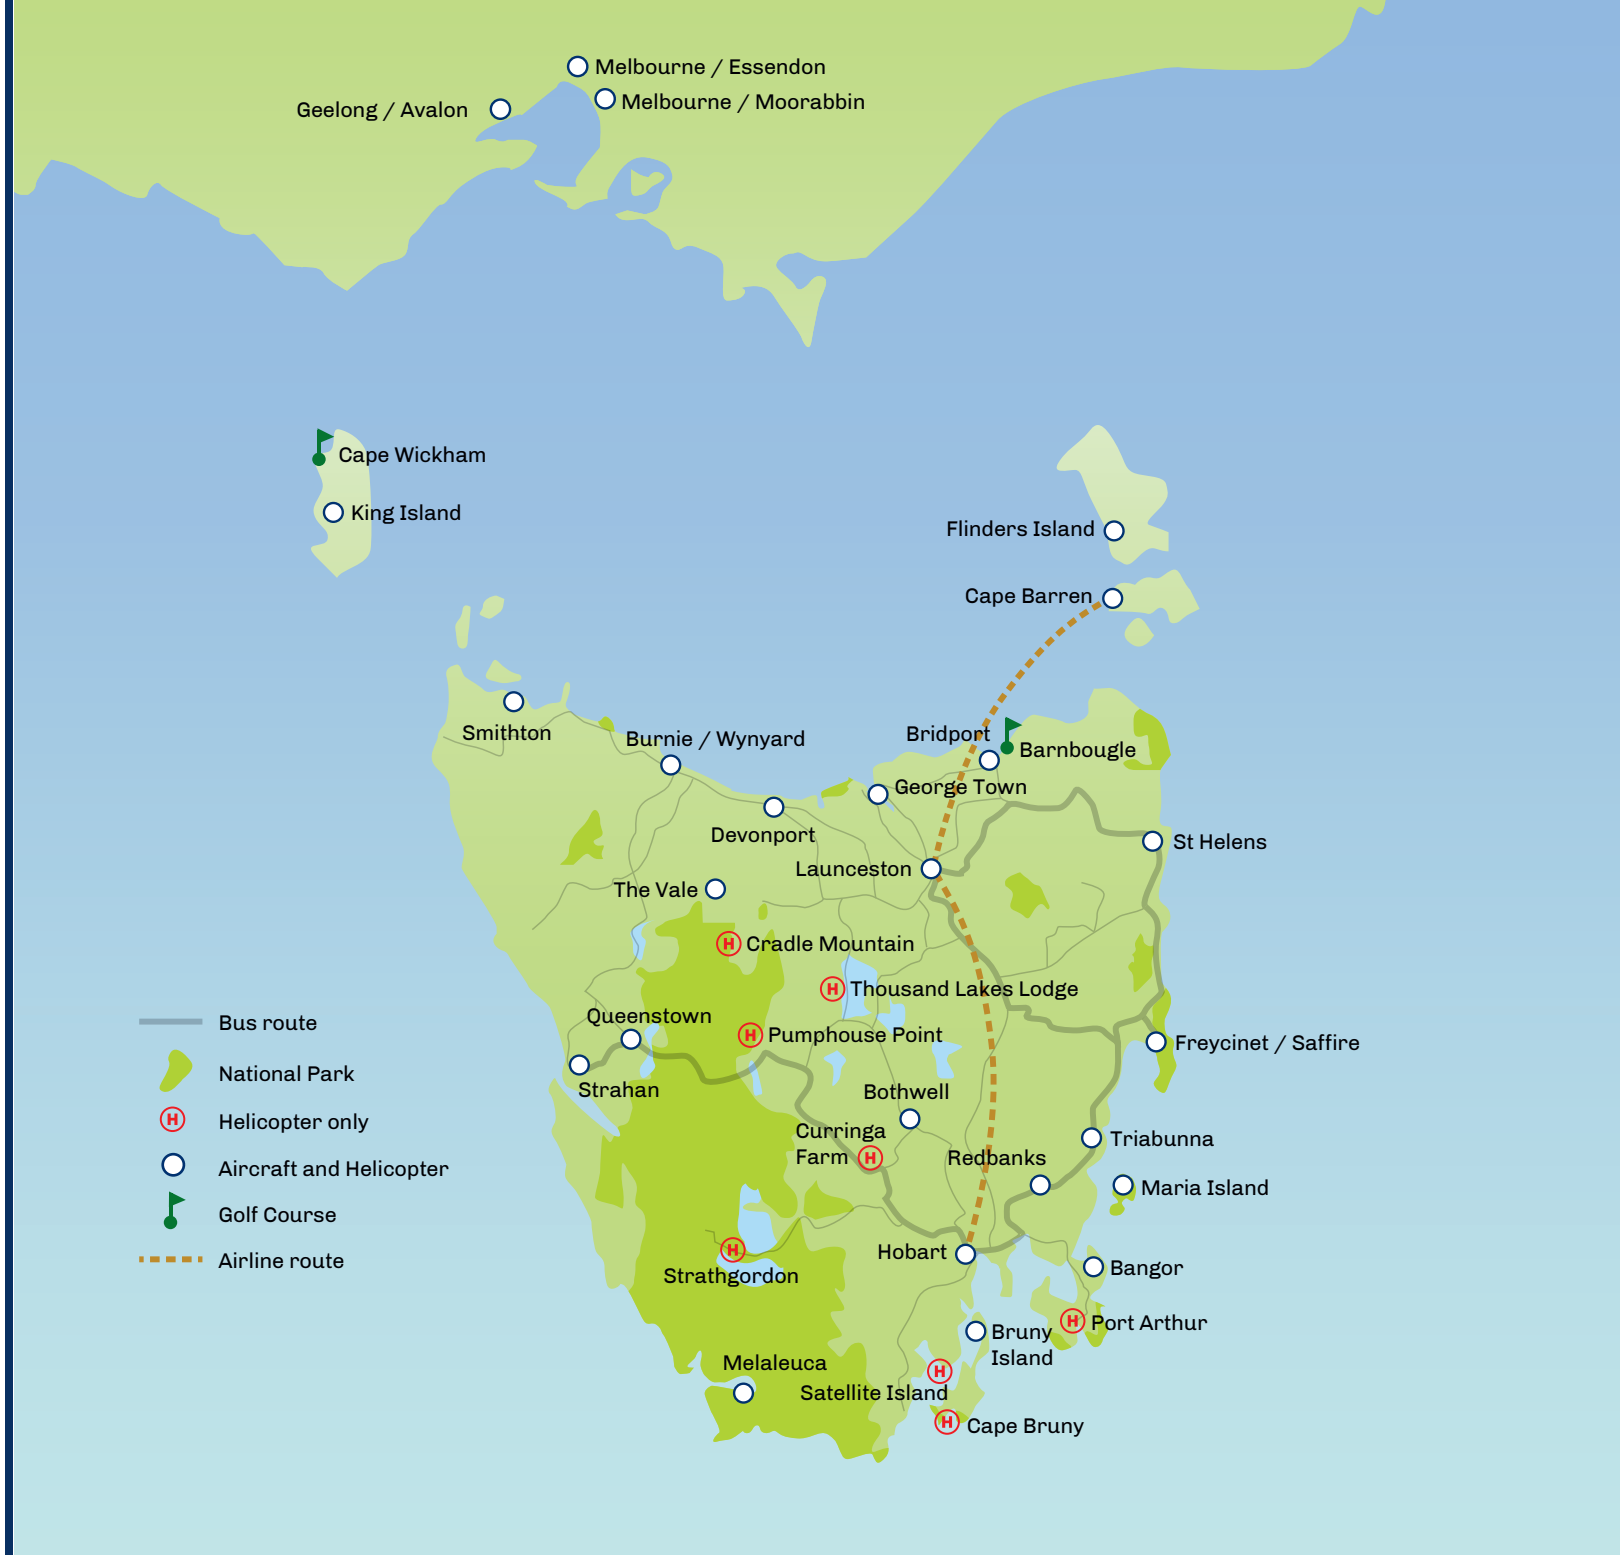 Melbourne / Essendon
Melbourne / Moorabbin
Geelong / Avalon
Cape Wickham
King Island
Flinders Island
Cape Barren
Smithton
Burnie / Wynyard
Bridport
Barnbougle
George Town
Devonport
St Helens
Launceston
The Vale
Cradle Mountain
Thousand Lakes Lodge
Queenstown
Pumphouse Point
Freycinet / Saffire
Strahan
Bothwell
Curringa
Farm
Triabunna
Redbanks
Maria Island
Hobart
Bangor
Strathgordon
Port Arthur
Bruny
Island
Melaleuca
Satellite Island
Cape Bruny
Bus route
National Park
H Helicopter only
Aircraft and Helicopter
Golf Course
Airline route
H
H
H
H
H
H
H
H